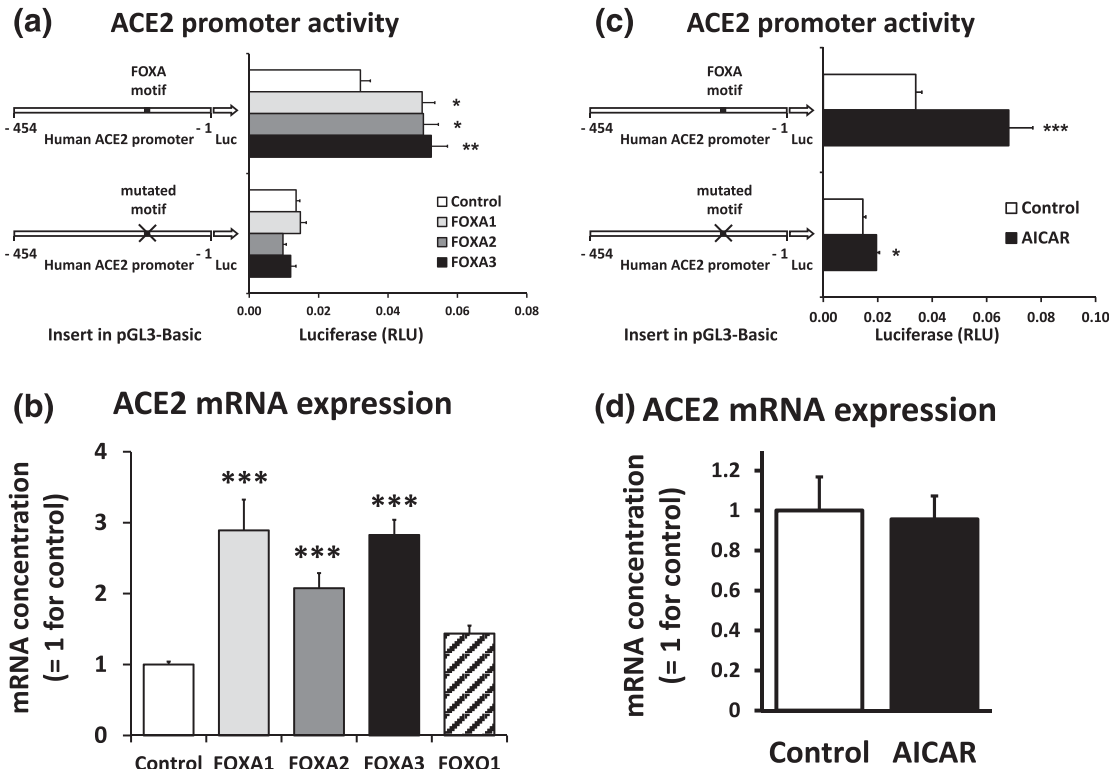 (a) ACE2 promoter activity
FOXA
motif
- 454
- 1
Human ACE2 promoter
Luc
*
*
**
mutated
motif
- 454
- 1
Human ACE2 promoter
Luc
Control
FOXA1
FOXA2
FOXA3
0.00 0.02 0.04 0.06 0.08
Insert in pGL3-Basic
Luciferase (RLU)
(c) ACE2 promoter activity
FOXA
motif
- 454
- 1
Human ACE2 promoter
Luc
***
mutated
motif
- 454
- 1
Human ACE2 promoter
Luc
*
Control
AICAR
0.00 0.02 0.04 0.06 0.08 0.10
Insert in pGL3-Basic
Luciferase (RLU)
(b) ACE2 mRNA expression
mRNA concentration
(= 1 for control)
4
3
2
1
0
***
***
***
Control FOXA1 FOXA2 FOXA3 FOXO1
(d) ACE2 mRNA expression
mRNA concentration
(= 1 for control)
1.2
1
0.8
0.6
0.4
0.2
0
Control AICAR